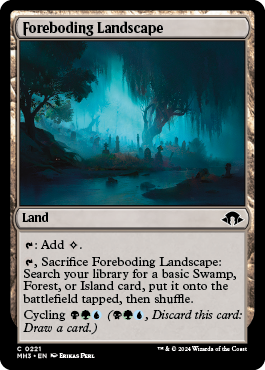 Foreboding Landscape
Land
: Add .
, Sacrifice Foreboding Landscape:
Search your library for a basic Swamp,
Forest, or Island card, put it onto the
battlefield tapped, then shuffle.
Cycling (, Discard this card:
Draw a card.)
C 0221
MH3 • EN Erikas Perl
™ & © 2024 Wizards of the Coast